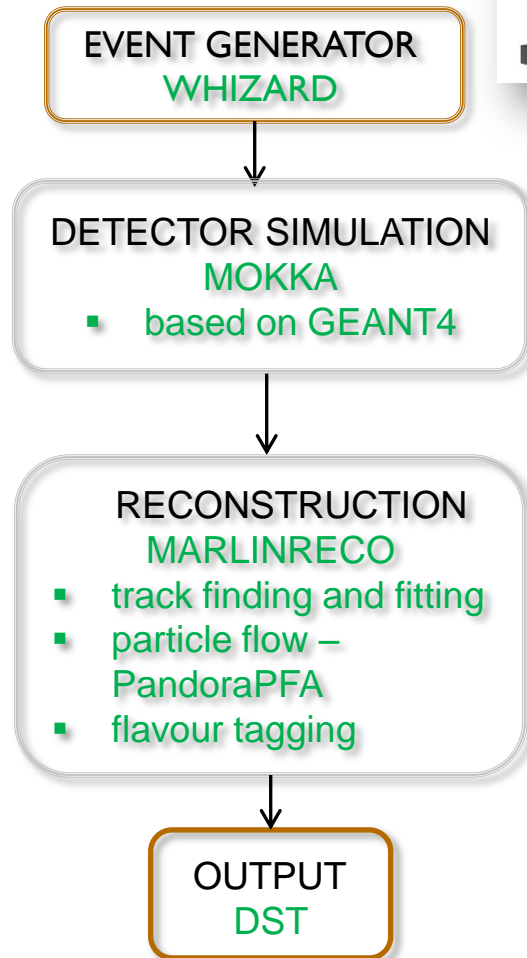 EVENT GENERATOR
WHIZARD
DETECTOR SIMULATION
MOKKA
▪ based on GEANT4
RECONSTRUCTION
MARLINRECO
▪ track finding and fitting
▪ particle flow –
PandoraPFA
▪ flavour tagging
OUTPUT
DST